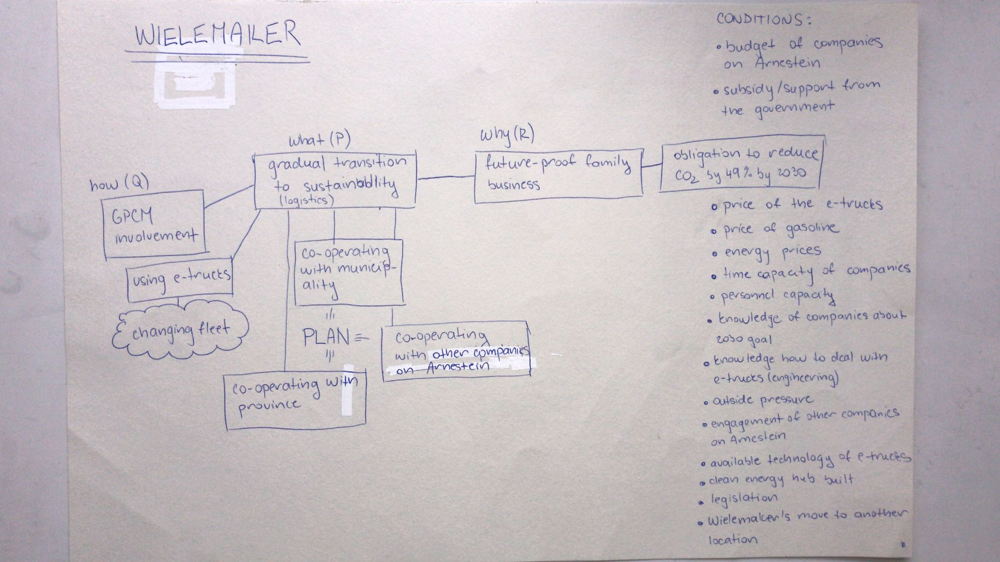 WIELEMAKER
what (P)
gradual transition
to sustainability
(logistics)
how (Q)
GPCM
involvement
using e-trucks
changing fleet
co-operating
with municip-
ality
PLAN =
co-operating
with other companies
on Arnestein
co-operating with
province
why (R)
future-proof family
business
obligation to reduce
CO2 by 49% by 2030
CONDITIONS:
• budget of companies
on Arnestein
• subsidy/support from
the government
• price of the e-trucks
• price of gasoline
• energy prices
• time capacity of companies
• personnel capacity
• knowledge of companies about
2030 goal
• knowledge how to deal with
e-trucks (engineering)
• outside pressure
• engagement of other companies
on Arnestein
• available technology of e-trucks
• clean energy hub built
• legislation
• Wielemaker's move to another
location